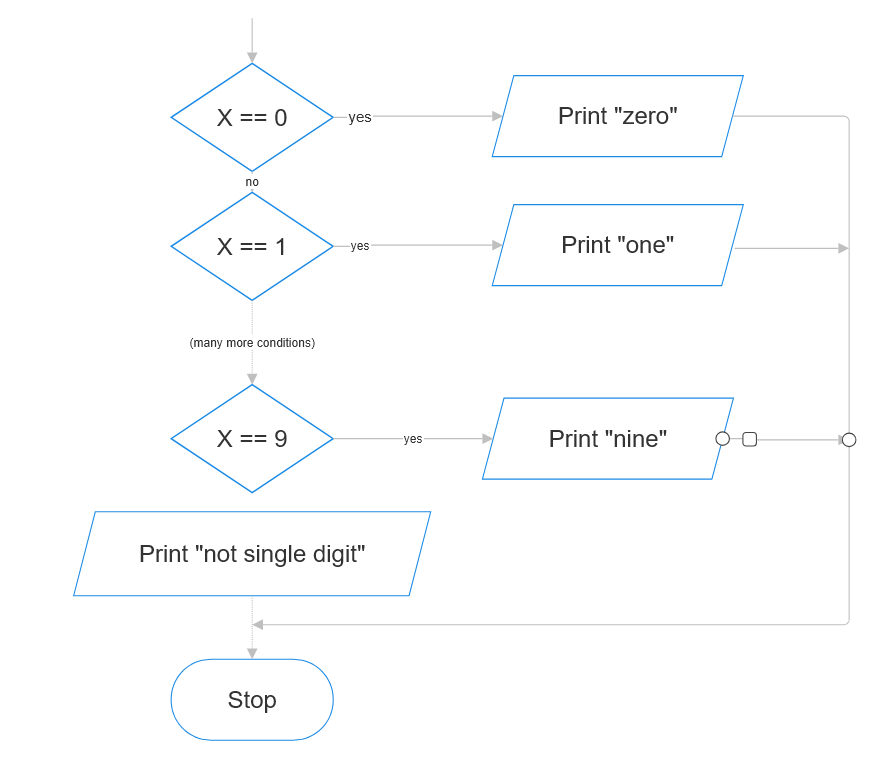 X == 0
yes
Print "zero"
no
X == 1
yes
Print "one"
(many more conditions)
X == 9
yes
Print "nine"
Print "not single digit"
Stop